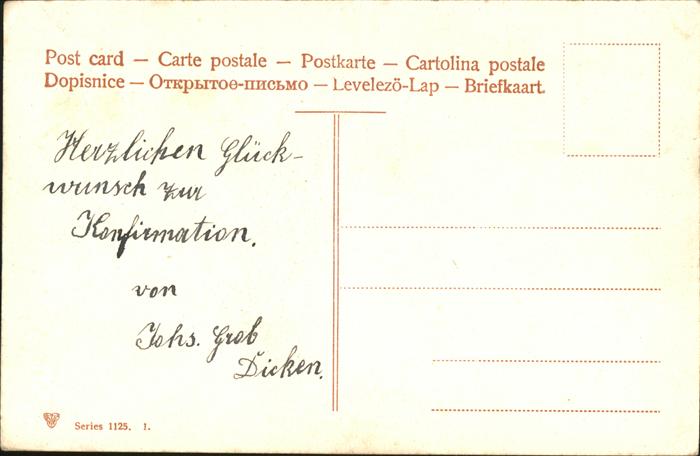 Post card – Carte postale – Postkarte – Cartolina postale
Dopisnice – Открытое-письмо – Levelező-Lap – Briefkaart.
Herzlichen Glück-
wunsch zur
Konfirmation.
von
Johs. Grob
Dicken.
Series 1125. 1.